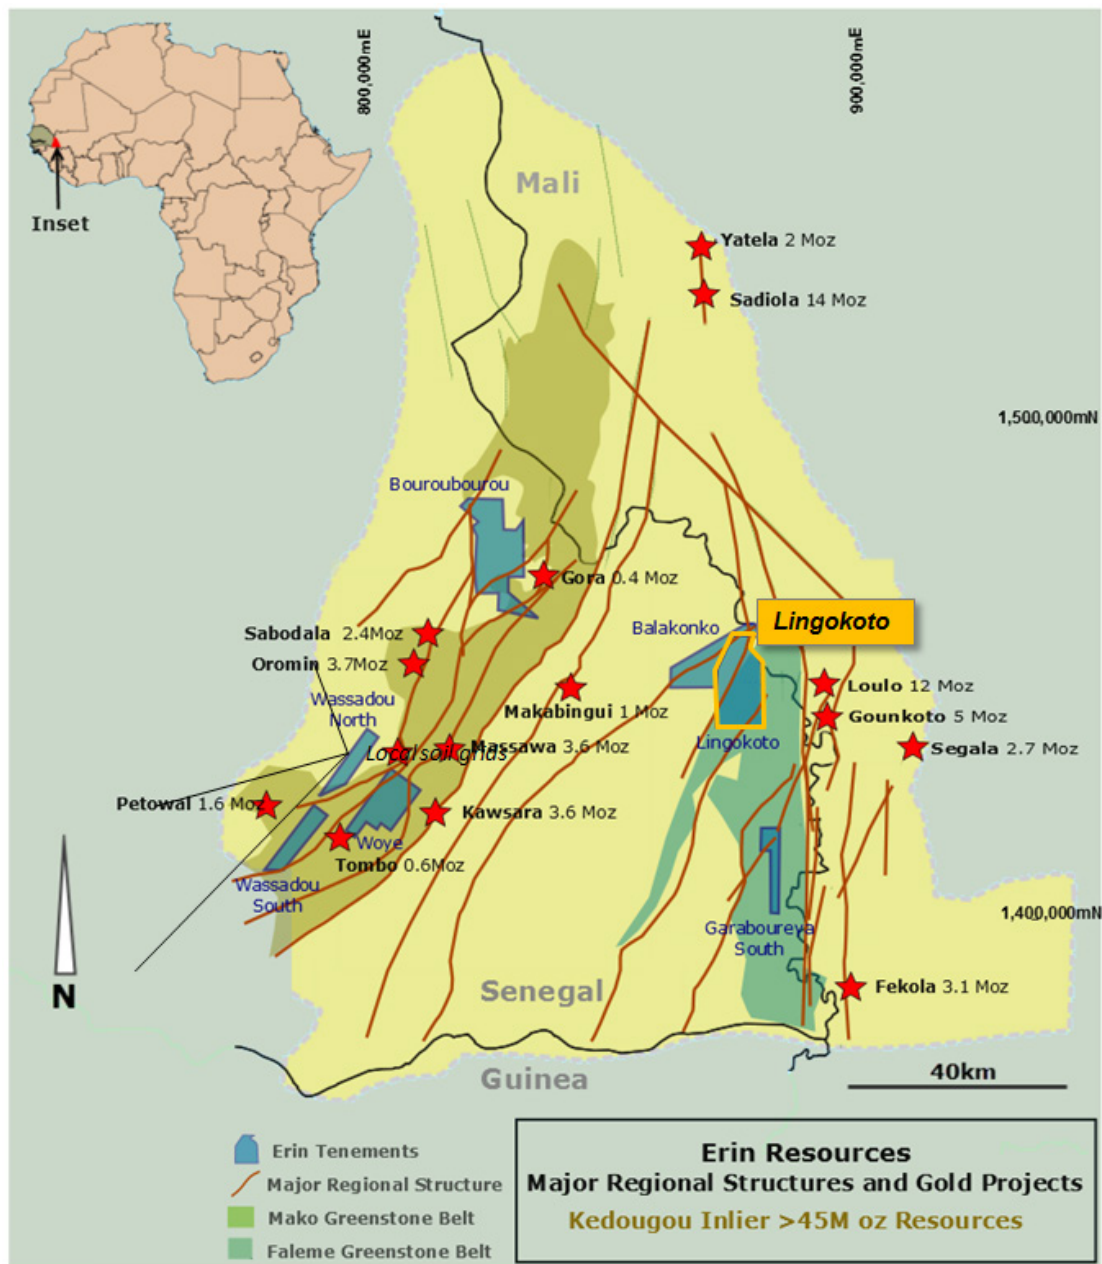 800,000mE
900,000mE
Mali
Inset
Yatela 2 Moz
Sadiola 14 Moz
1,500,000mN
Bouroubourou
Gora 0.4 Moz
Sabodala 2.4Moz
Balakonko
Lingokoto
Oromin 3.7Moz
Wassadou
North
Makabingui 1 Moz
Loulo 12 Moz
Gounkoto 5 Moz
Lingokoto
Segala 2.7 Moz
Massawa 3.6 Moz
Local soil grids
Petowal 1.6 Moz
Kawsara 3.6 Moz
Woye
Tombo 0.6Moz
Wassadou
South
1,400,000mN
Garaboureya
South
Senegal
Fekola 3.1 Moz
N
Guinea
40km
Erin Tenements
Major Regional Structure
Mako Greenstone Belt
Faleme Greenstone Belt
Erin Resources
Major Regional Structures and Gold Projects
Kedougou Inlier >45M oz Resources